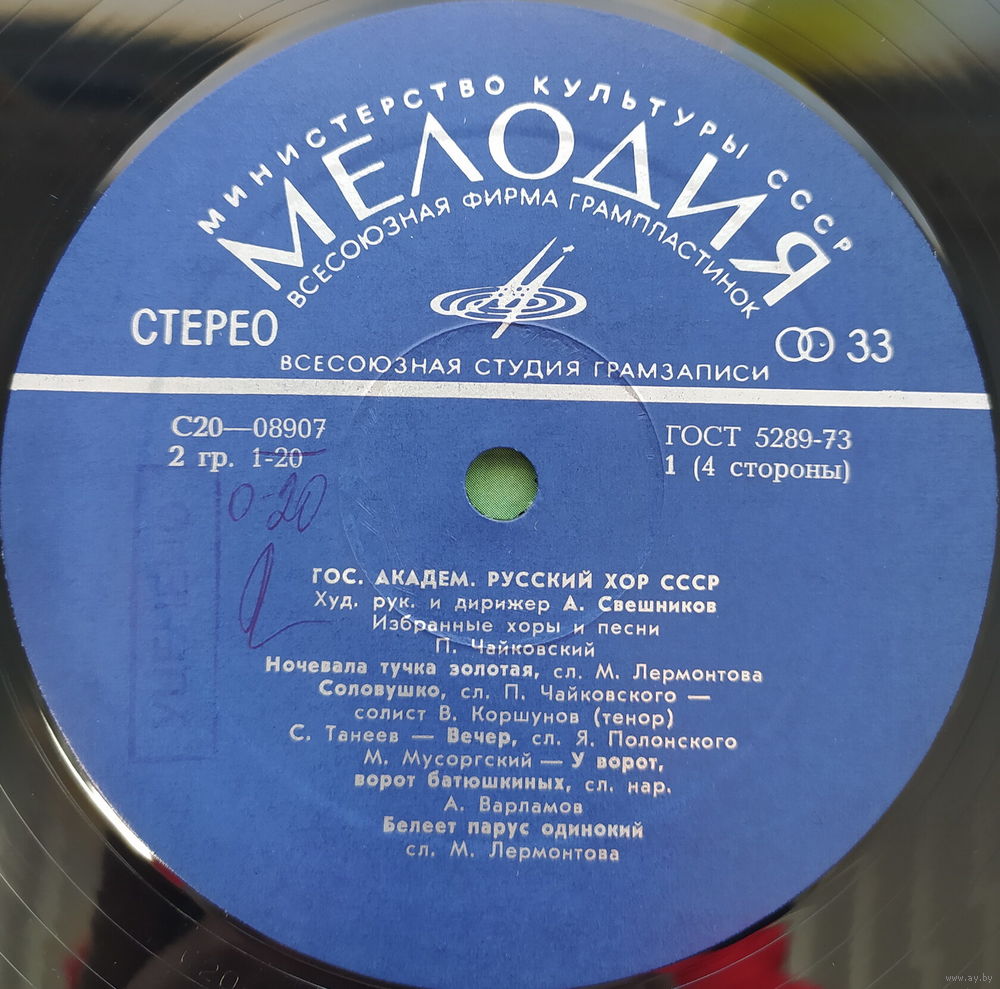 МИНИСТЕРСТВО КУЛЬТУРЫ СССР
МЕЛОДИЯ
ВСЕСОЮЗНАЯ ФИРМА ГРАМПЛАСТИНОК
СТЕРЕО
33
ВСЕСОЮЗНАЯ СТУДИЯ ГРАМЗАПИСИ
С20—08907
ГОСТ 5289-73
2 гр. 1-20
1 (4 стороны)
0-20
ГОС. АКАДЕМ. РУССКИЙ ХОР СССР
Худ. рук. и дирижер А. Свешников
Избранные хоры и песни
П. Чайковский
Ночевала тучка золотая, сл. М. Лермонтова
Соловушко, сл. П. Чайковского —
солист В. Коршунов (тенор)
С. Танеев — Вечер, сл. Я. Полонского
М. Мусоргский — У ворот,
ворот батюшкиных, сл. нар.
А. Варламов
Белеет парус одинокий
сл. М. Лермонтова
www.ay.by